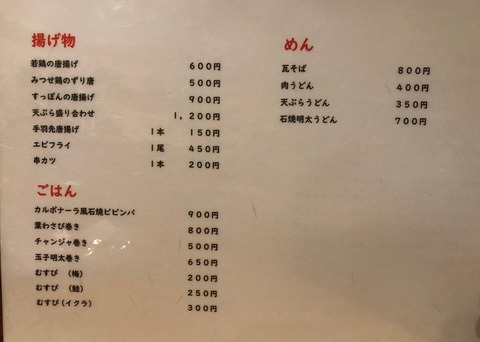 揚げ物
若鶏の唐揚げ 600円
みつせ鶏のずり唐 500円
すっぽんの唐揚げ 900円
天ぷら盛り合わせ 1,200円
手羽先唐揚げ 1本 150円
エビフライ 1尾 450円
串カツ 1本 200円
ごはん
カルボナーラ風石焼ビビンバ 900円
葉わさび巻き 800円
チャンジャ巻き 500円
玉子明太巻き 650円
むすび (梅) 200円
むすび (鮭) 250円
むすび(イクラ) 300円
めん
瓦そば 800円
肉うどん 400円
天ぷらうどん 350円
石焼明太うどん 700円